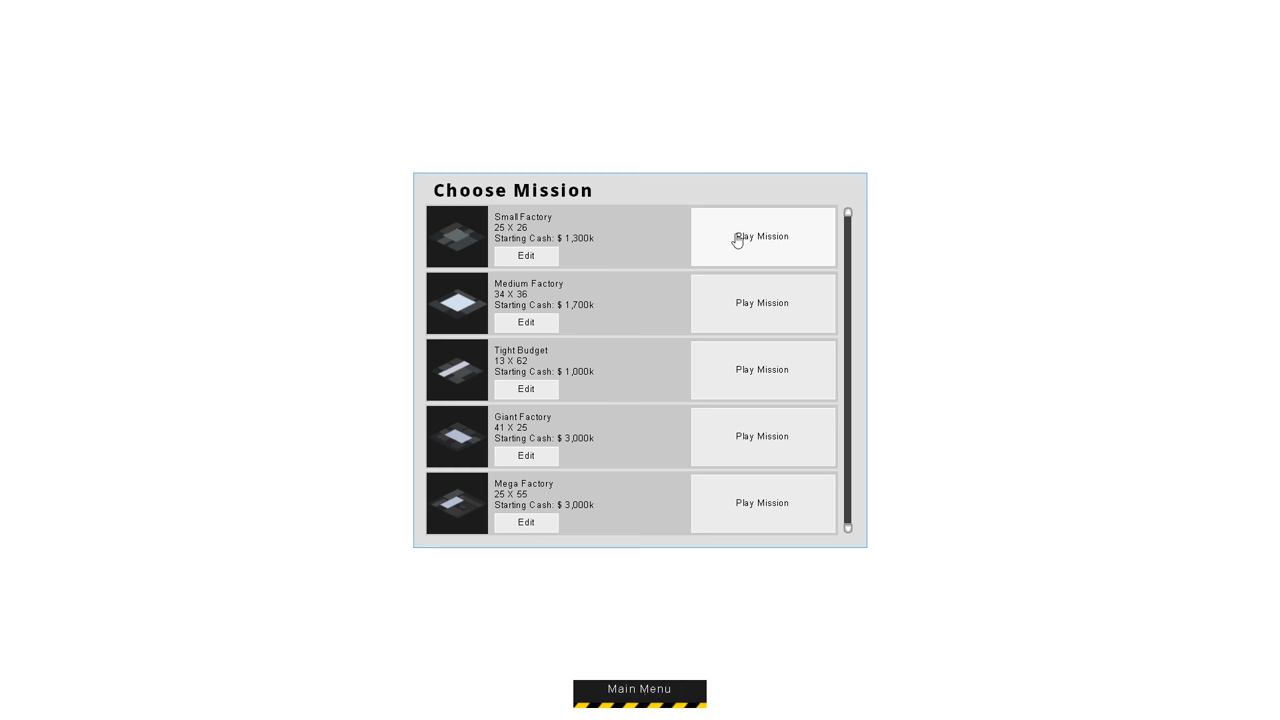 Choose Mission
Small Factory
25 X 26
Starting Cash: $ 1,300k
Edit
Play Mission
Medium Factory
34 X 36
Starting Cash: $ 1,700k
Edit
Play Mission
Tight Budget
13 X 62
Starting Cash: $ 1,000k
Edit
Play Mission
Giant Factory
41 X 25
Starting Cash: $ 3,000k
Edit
Play Mission
Mega Factory
25 X 55
Starting Cash: $ 3,000k
Edit
Play Mission
Main Menu